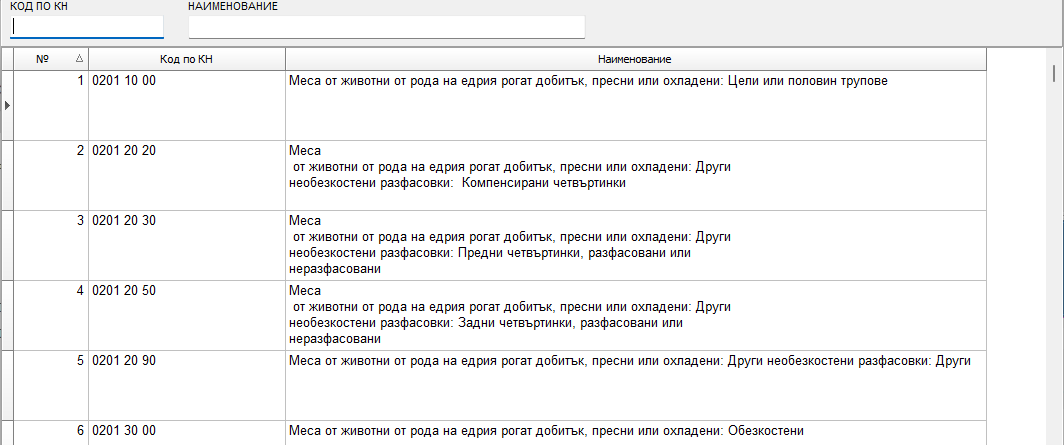 КОД ПО КН НАИМЕНОВАНИЕ
№ Код по КН Наименование
1 0201 10 00 Меса от животни от рода на едрия рогат добитък, пресни или охладени: Цели или половин трупове
2 0201 20 20 Меса
от животни от рода на едрия рогат добитък, пресни или охладени: Други
необезкостени разфасовки: Компенсирани четвъртинки
3 0201 20 30 Меса
от животни от рода на едрия рогат добитък, пресни или охладени: Други
необезкостени разфасовки: Предни четвъртинки, разфасовани или
неразфасовани
4 0201 20 50 Меса
от животни от рода на едрия рогат добитък, пресни или охладени: Други
необезкостени разфасовки: Задни четвъртинки, разфасовани или
неразфасовани
5 0201 20 90 Меса от животни от рода на едрия рогат добитък, пресни или охладени: Други необезкостени разфасовки: Други
6 0201 30 00 Меса от животни от рода на едрия рогат добитък, пресни или охладени: Обезкостени